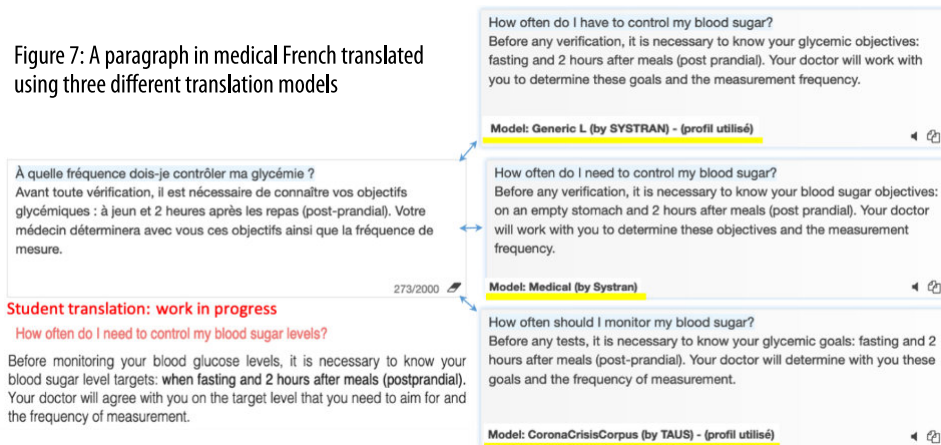 Figure 7: A paragraph in medical French translated
using three different translation models
À quelle fréquence dois-je contrôler ma glycémie ?
Avant toute vérification, il est nécessaire de connaître vos objectifs
glycémiques : à jeun et 2 heures après les repas (post-prandial). Votre
médecin déterminera avec vous ces objectifs ainsi que la fréquence de
mesure.
273/2000
Student translation: work in progress
How often do I need to control my blood sugar levels?
Before monitoring your blood glucose levels, it is necessary to know your
blood sugar level targets: when fasting and 2 hours after meals (postprandial).
Your doctor will agree with you on the target level that you need to aim for and
the frequency of measurement.
How often do I have to control my blood sugar?
Before any verification, it is necessary to know your glycemic objectives:
fasting and 2 hours after meals (post prandial). Your doctor will work with
you to determine these goals and the measurement frequency.
Model: Generic L (by SYSTRAN) - (profil utilisé)
How often do I need to control my blood sugar?
Before any verification, it is necessary to know your blood sugar objectives:
on an empty stomach and 2 hours after meals (post prandial). Your doctor
will work with you to determine these objectives and the measurement
frequency.
Model: Medical (by Systran)
How often should I monitor my blood sugar?
Before any tests, it is necessary to know your glycemic goals: fasting and 2
hours after meals (post-prandial). Your doctor will determine with you these
goals and the frequency of measurement.
Model: CoronaCrisisCorpus (by TAUS) - (profil utilisé)